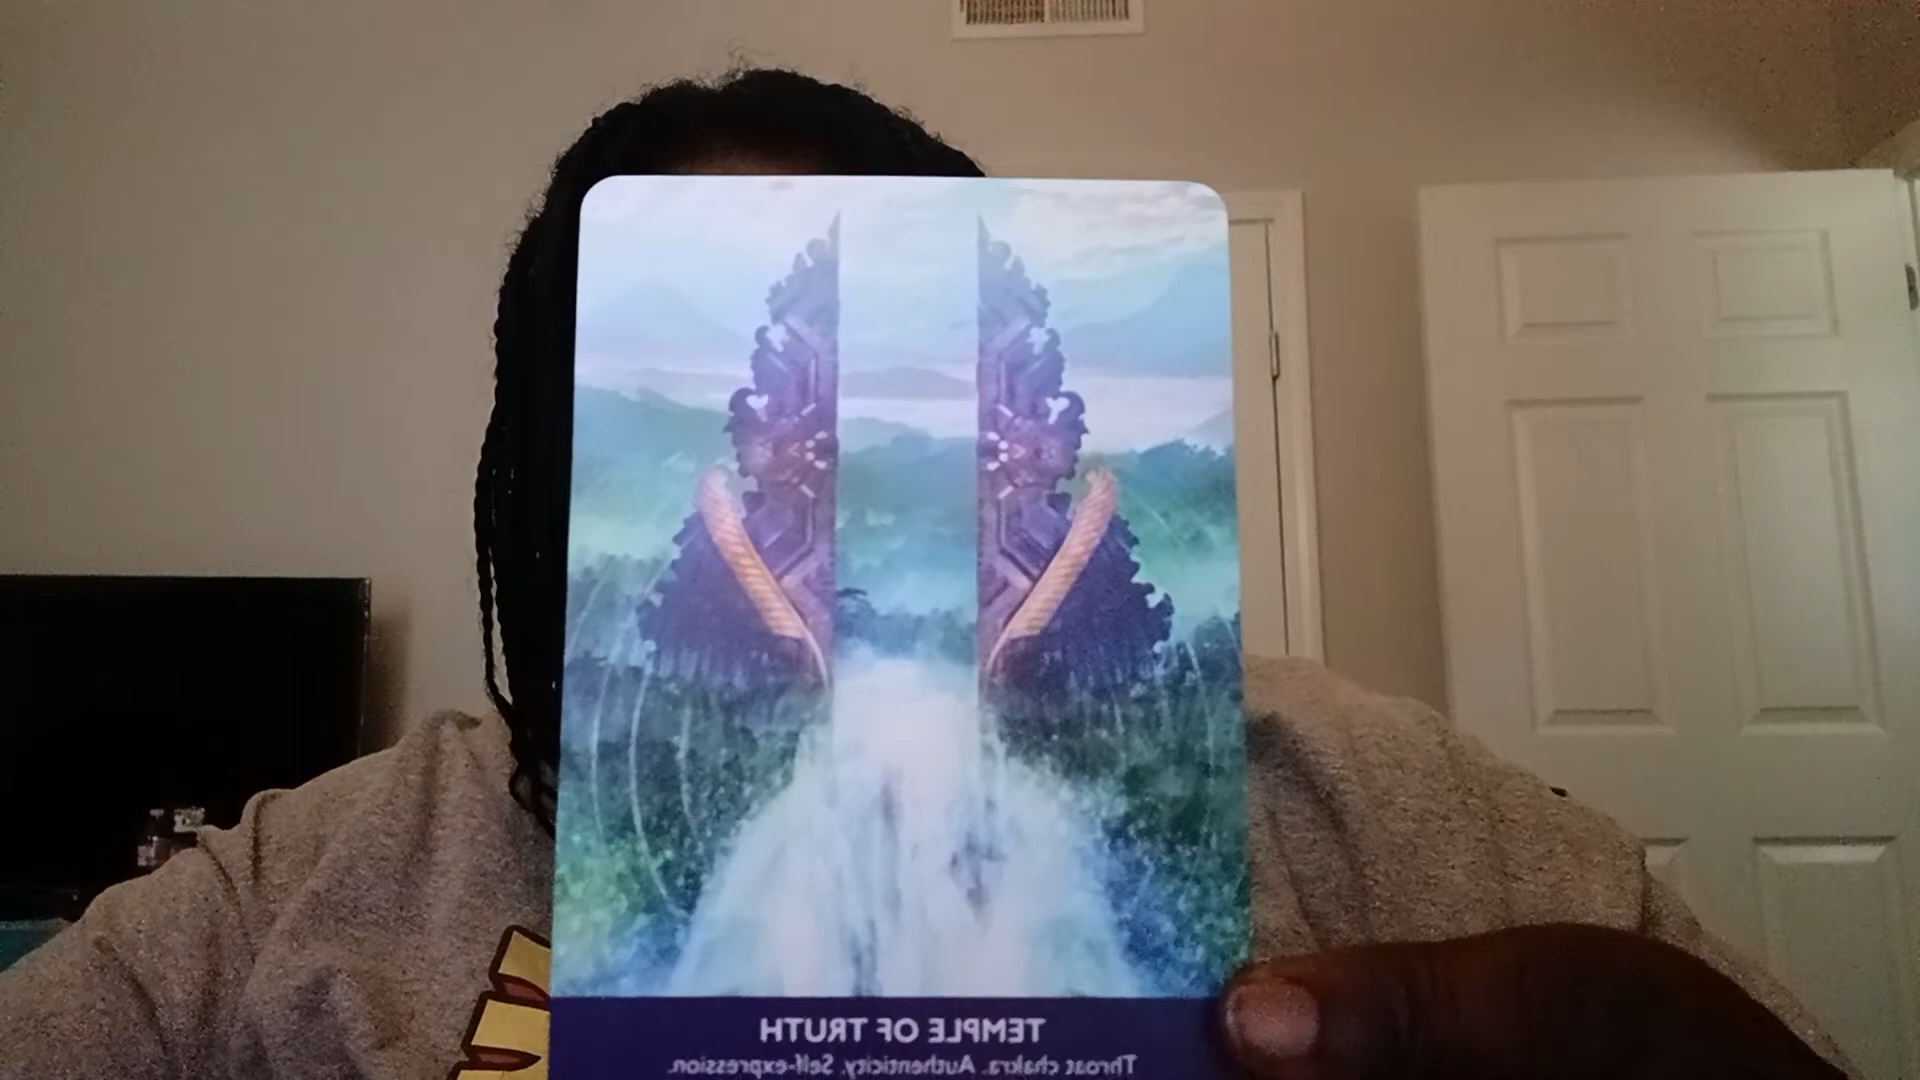 TEMPLE OF TRUTH
Throat chakra. Authenticity. Self-expression.